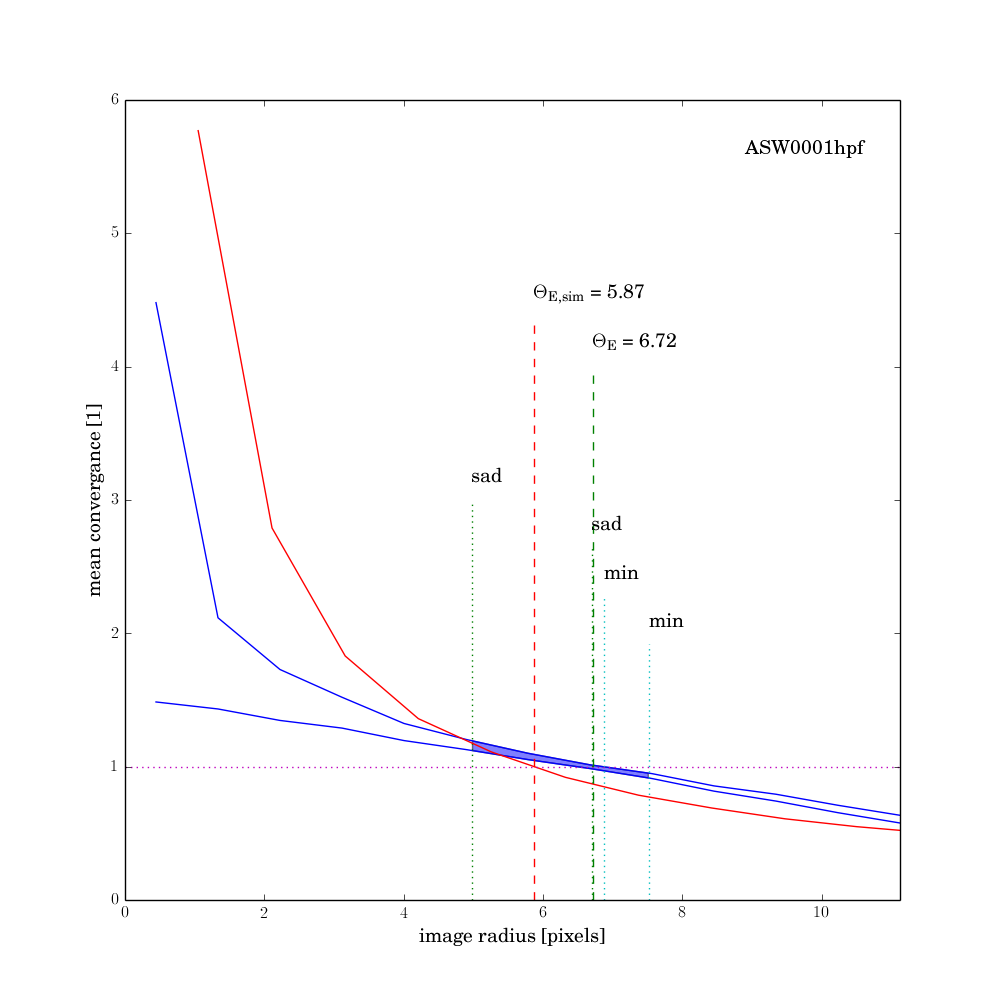 6
ASW0001hpf
5
Θ_E,sim = 5.87
Θ_E = 6.72
4
mean convergance [1]
sad
3
sad
min
min
2
1
0
0 2 4 6 8 10
image radius [pixels]